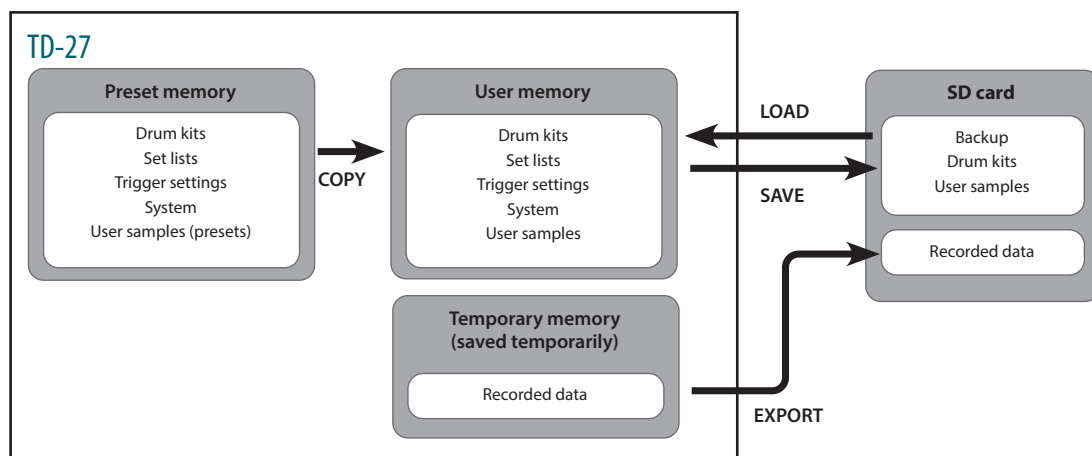 TD-27
Preset memory
Drum kits
Set lists
Trigger settings
System
User samples (presets)
COPY
User memory
Drum kits
Set lists
Trigger settings
System
User samples
LOAD
SAVE
SD card
Backup
Drum kits
User samples
Recorded data
Temporary memory
(saved temporarily)
Recorded data
EXPORT